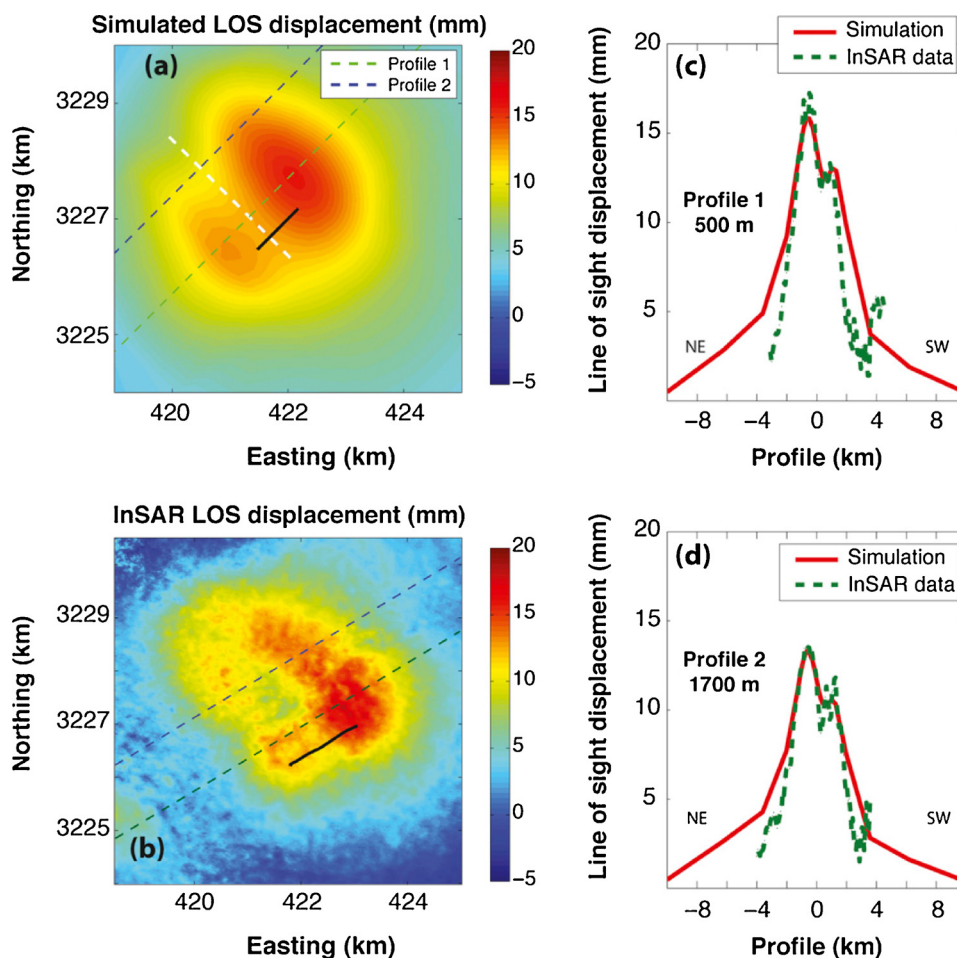 Simulated LOS displacement (mm)
(a)
Profile 1
Profile 2
3229
3227
3225
Northing (km)
420
422
424
Easting (km)
20
15
10
5
0
−5
(c)
Simulation
InSAR data
20
15
10
5
Line of sight displacement (mm)
Profile 1
500 m
NE
SW
−8
−4
0
4
8
Profile (km)
InSAR LOS displacement (mm)
(b)
3229
3227
3225
Northing (km)
420
422
424
Easting (km)
20
15
10
5
0
−5
(d)
Simulation
InSAR data
20
15
10
5
Line of sight displacement (mm)
Profile 2
1700 m
NE
SW
−8
−4
0
4
8
Profile (km)